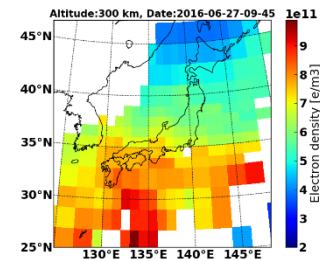 Altitude:300 km, Date:2016-06-27-09-45
1e11
45°N
40°N
35°N
30°N
25°N
130°E
135°E
140°E
145°E
9
8
7
6
5
4
3
2
Electron density [e/m3]